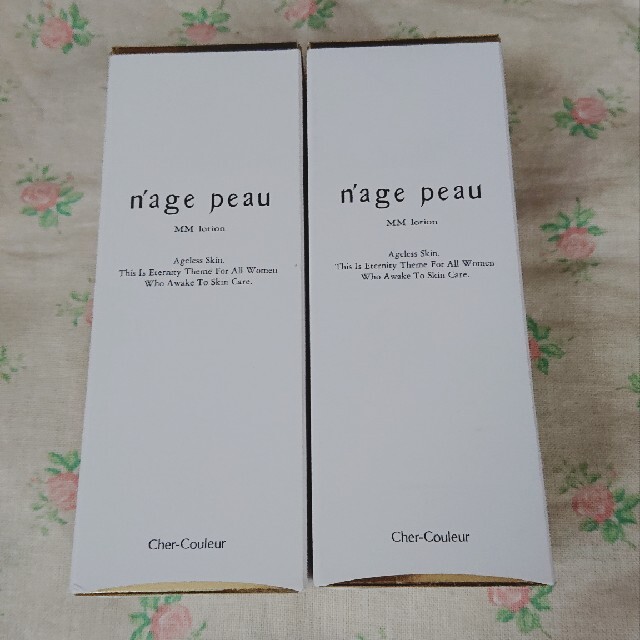 n'age peau
MM lotion
Ageless Skin.
This Is Eternity Theme For All Women
Who Awake To Skin Care.
Cher-Couleur
n'age peau
MM lotion
Ageless Skin.
This Is Eternity Theme For All Women
Who Awake To Skin Care.
Cher-Couleur